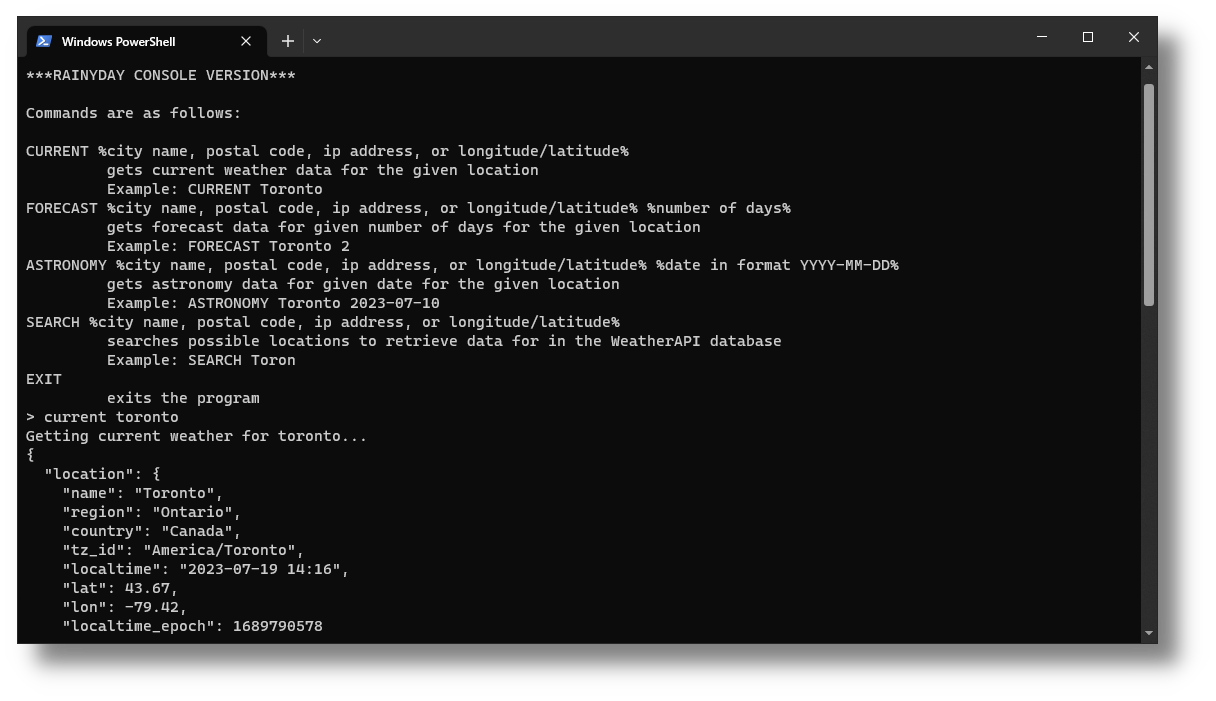 Windows PowerShell
***RAINYDAY CONSOLE VERSION***
Commands are as follows:
CURRENT %city name, postal code, ip address, or longitude/latitude%
gets current weather data for the given location
Example: CURRENT Toronto
FORECAST %city name, postal code, ip address, or longitude/latitude% %number of days%
gets forecast data for given number of days for the given location
Example: FORECAST Toronto 2
ASTRONOMY %city name, postal code, ip address, or longitude/latitude% %date in format YYYY-MM-DD%
gets astronomy data for given date for the given location
Example: ASTRONOMY Toronto 2023-07-10
SEARCH %city name, postal code, ip address, or longitude/latitude%
searches possible locations to retrieve data for in the WeatherAPI database
Example: SEARCH Toron
EXIT
exits the program
> current toronto
Getting current weather for toronto...
{
"location": {
"name": "Toronto",
"region": "Ontario",
"country": "Canada",
"tz_id": "America/Toronto",
"localtime": "2023-07-19 14:16",
"lat": 43.67,
"lon": -79.42,
"localtime_epoch": 1689790578